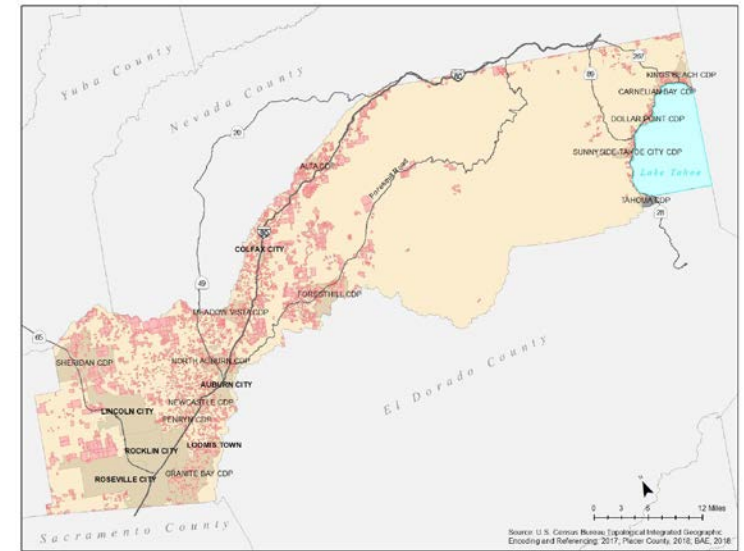 Yuba County
Nevada County
80
267
89
KINGS BEACH CDP
CARNELIAN BAY CDP
DOLLAR POINT CDP
SUNNYSIDE-TAHOE CITY CDP
Lake Tahoe
TAHOMA CDP
28
20
ALTA CDP
Foresthill Road
80
COLFAX CITY
49
FORESTHILL CDP
MEADOW VISTA CDP
65
SHERIDAN CDP
NORTH AUBURN CDP
AUBURN CITY
NEWCASTLE CDP
LINCOLN CITY
PENRYN CDP
LOOMIS TOWN
ROCKLIN CITY
GRANITE BAY CDP
ROSEVILLE CITY
El Dorado County
Sacramento County
N
0 3 6 12 Miles
Source: U.S. Census Bureau Topological Integrated Geographic
Encoding and Referencing: 2017; Placer County, 2018; BAE, 2018